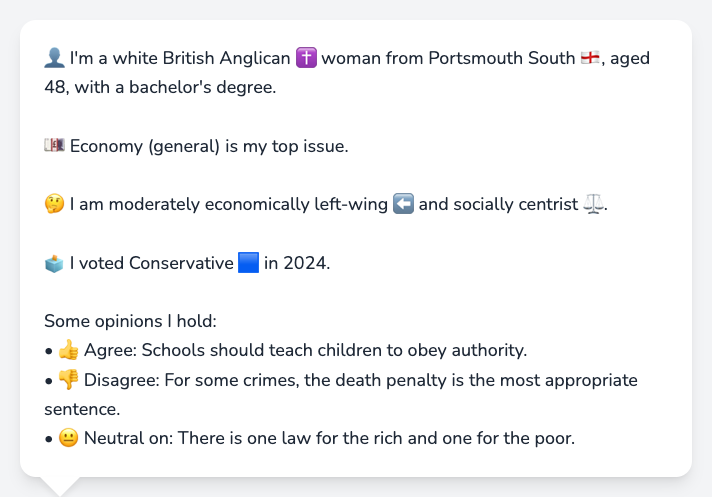 👤 I'm a white British Anglican ✝️ woman from Portsmouth South 🏴󠁧󠁢󠁥󠁮󠁧󠁿, aged
48, with a bachelor's degree.
💷 Economy (general) is my top issue.
🤔 I am moderately economically left-wing ⬅️ and socially centrist ⚖️.
🗳️ I voted Conservative 🟦 in 2024.
Some opinions I hold:
• 👍 Agree: Schools should teach children to obey authority.
• 👎 Disagree: For some crimes, the death penalty is the most appropriate
sentence.
• 😐 Neutral on: There is one law for the rich and one for the poor.